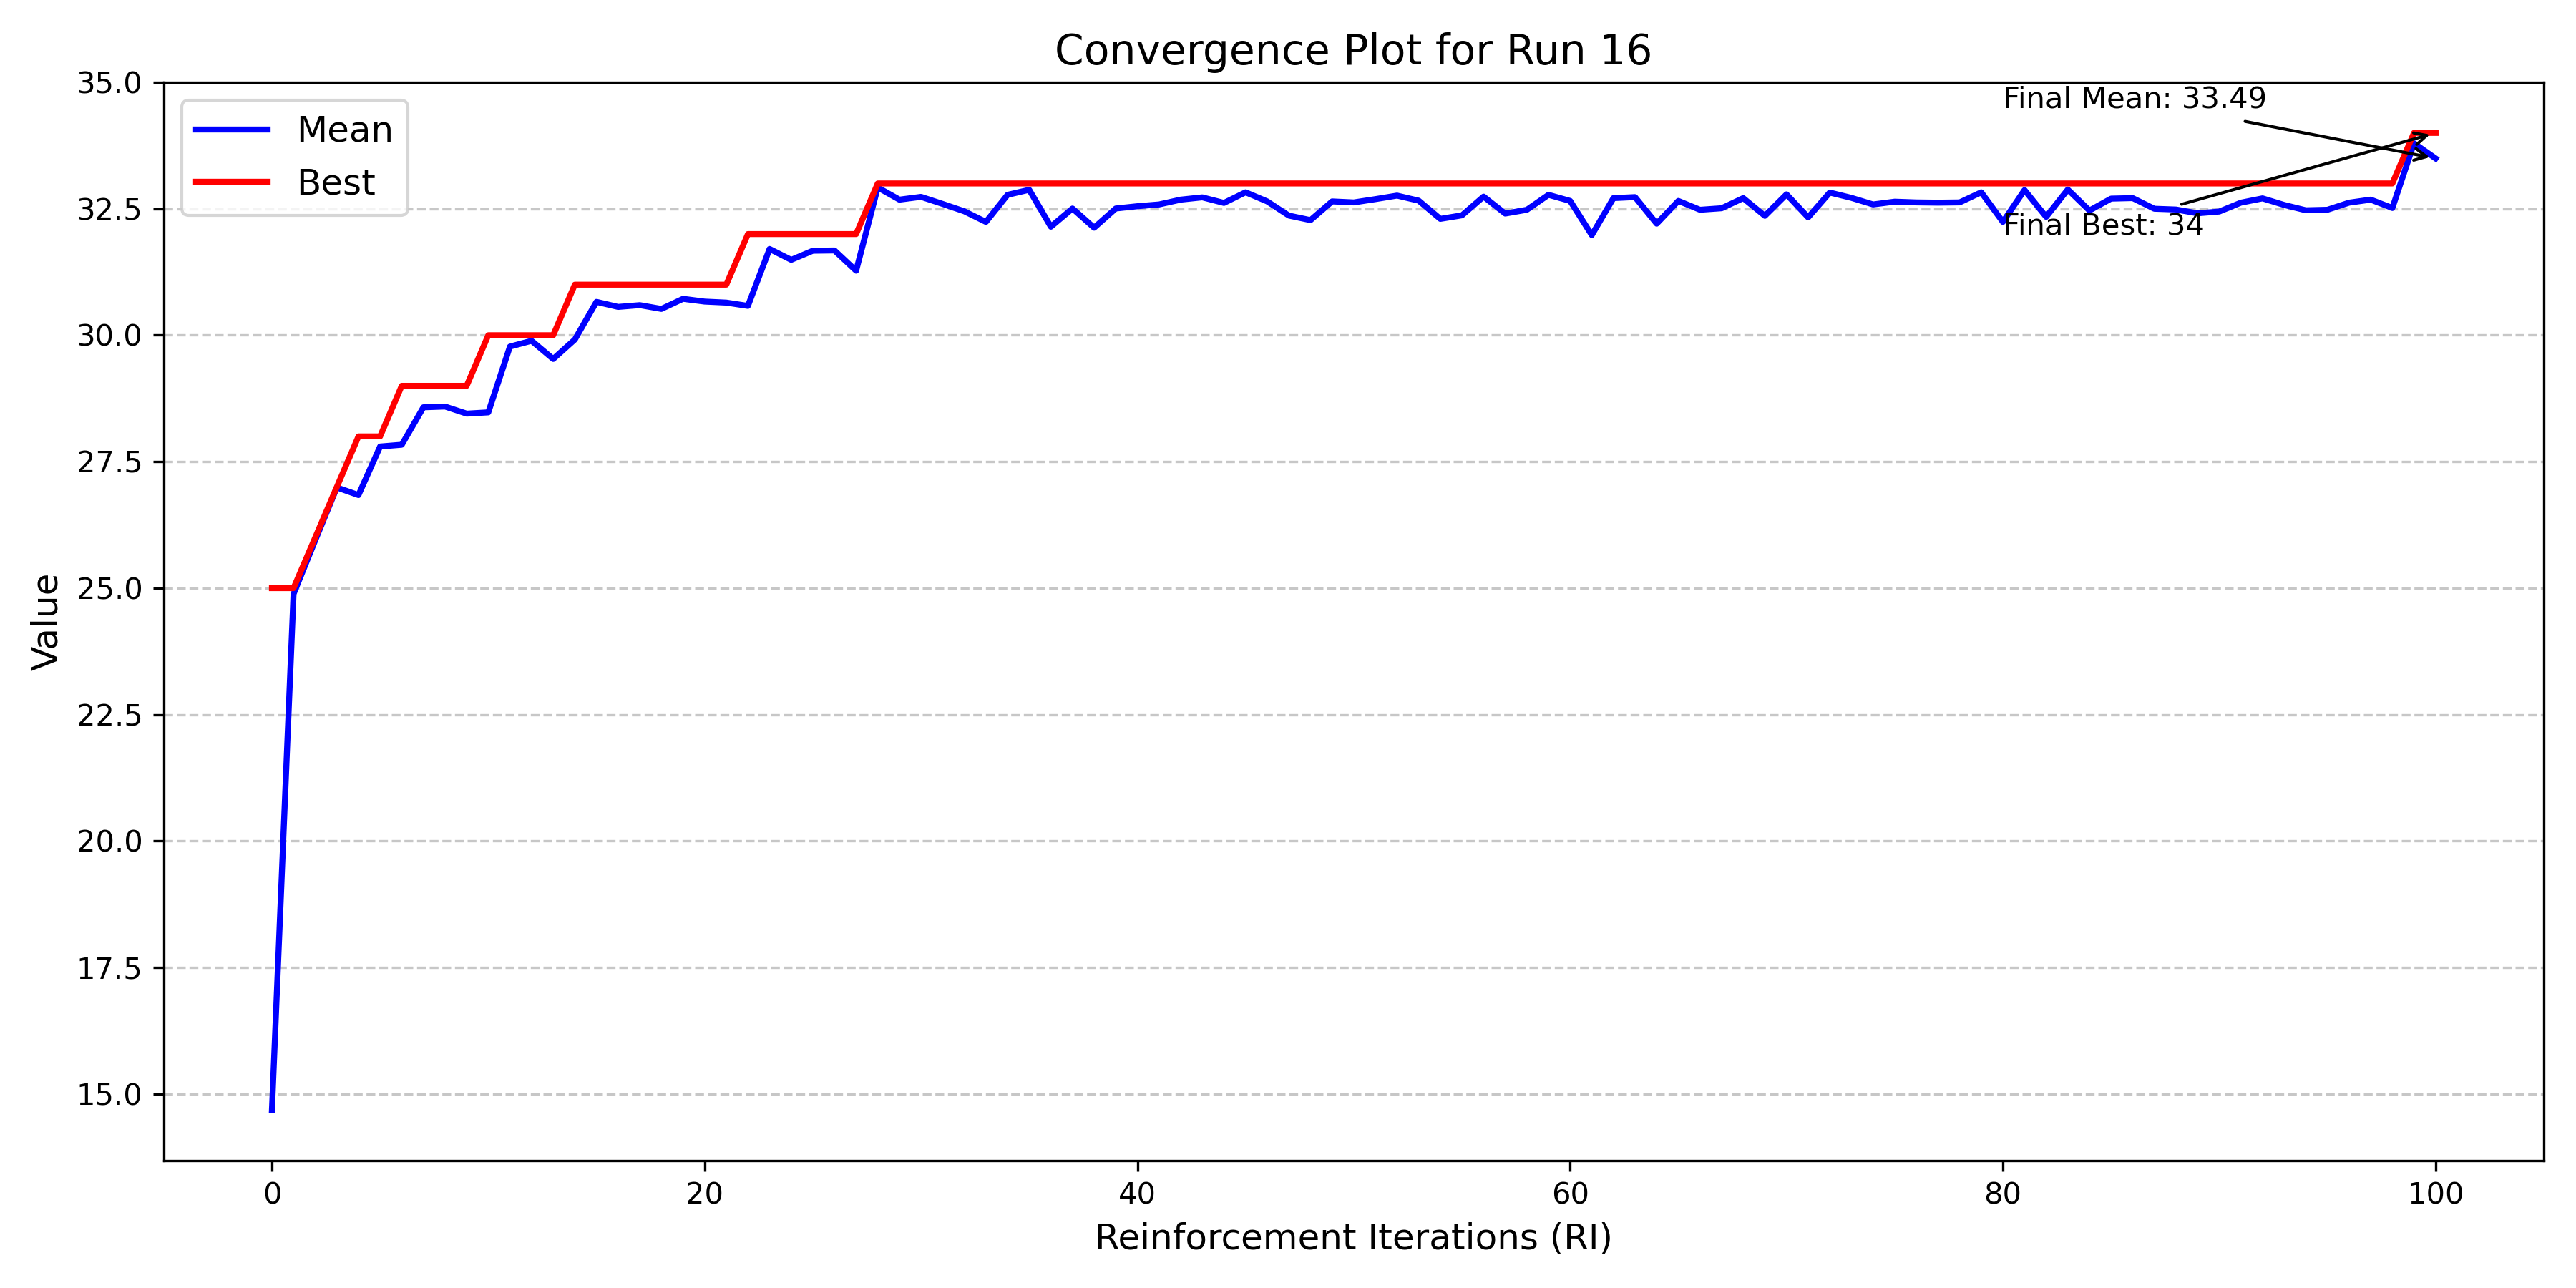 Convergence Plot for Run 16
Mean
Best
Final Mean: 33.49
Final Best: 34
Value
35.0
32.5
30.0
27.5
25.0
22.5
20.0
17.5
15.0
0 20 40 60 80 100
Reinforcement Iterations (RI)